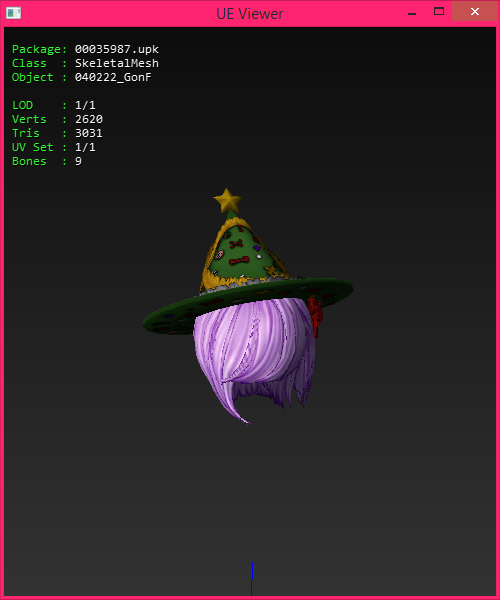 UE Viewer
Package: 00035987.upk
Class : SkeletalMesh
Object : 040222_GonF
LOD : 1/1
Verts : 2620
Tris : 3031
UV Set : 1/1
Bones : 9